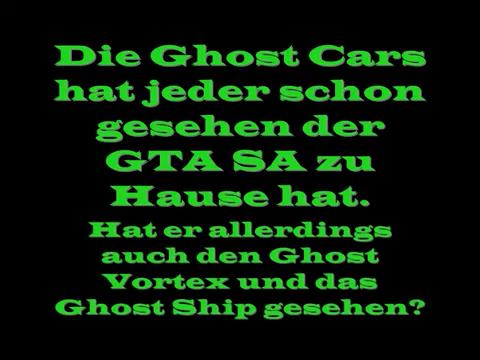 Die Ghost Cars
hat jeder schon
gesehen der
GTA SA zu
Hause hat.
Hat er allerdings
auch den Ghost
Vortex und das
Ghost Ship gesehen?